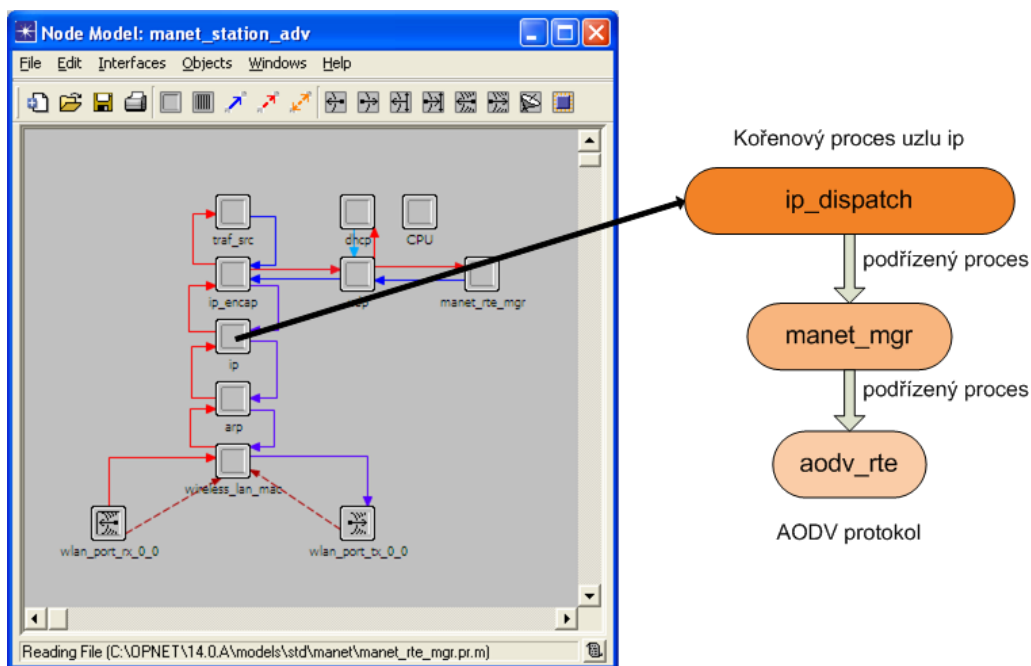 Node Model: manet_station_adv
File Edit Interfaces Objects Windows Help
Kořenový proces uzlu ip
ip_dispatch
podřízený proces
manet_mgr
podřízený proces
aodv_rte
AODV protokol
traf_src
dhcp
CPU
ip_encap
manet_rte_mgr
ip
arp
wireless_lan_mac
wlan_port_rx_0_0
wlan_port_tx_0_0
Reading File (C:\OPNET\14.0.A\models\std\manet\manet_rte_mgr.pr.m)